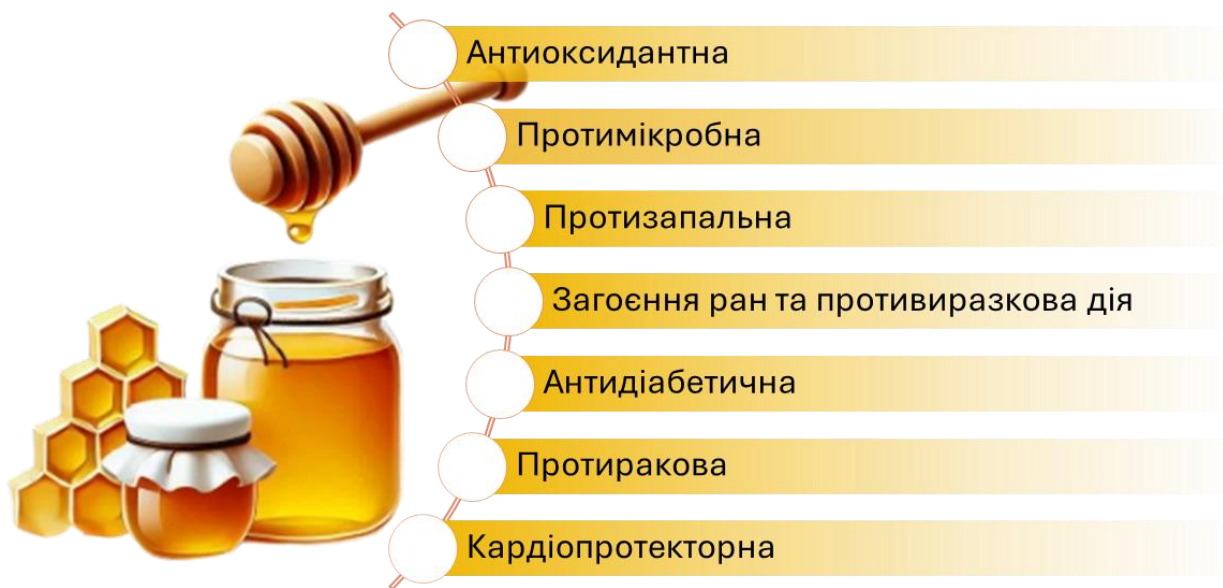 Антиоксидантна
Протимікробна
Протизапальна
Загоєння ран та противиразкова дія
Антидіабетична
Протиракова
Кардіопротекторна